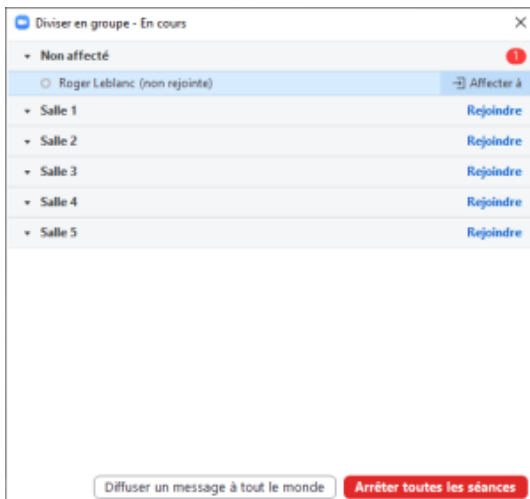 Diviser en groupe - En cours
Non affecté 1
Roger Leblanc (non rejointe) Affecter à
Salle 1 Rejoindre
Salle 2 Rejoindre
Salle 3 Rejoindre
Salle 4 Rejoindre
Salle 5 Rejoindre
Diffuser un message à tout le monde Arrêter toutes les séances